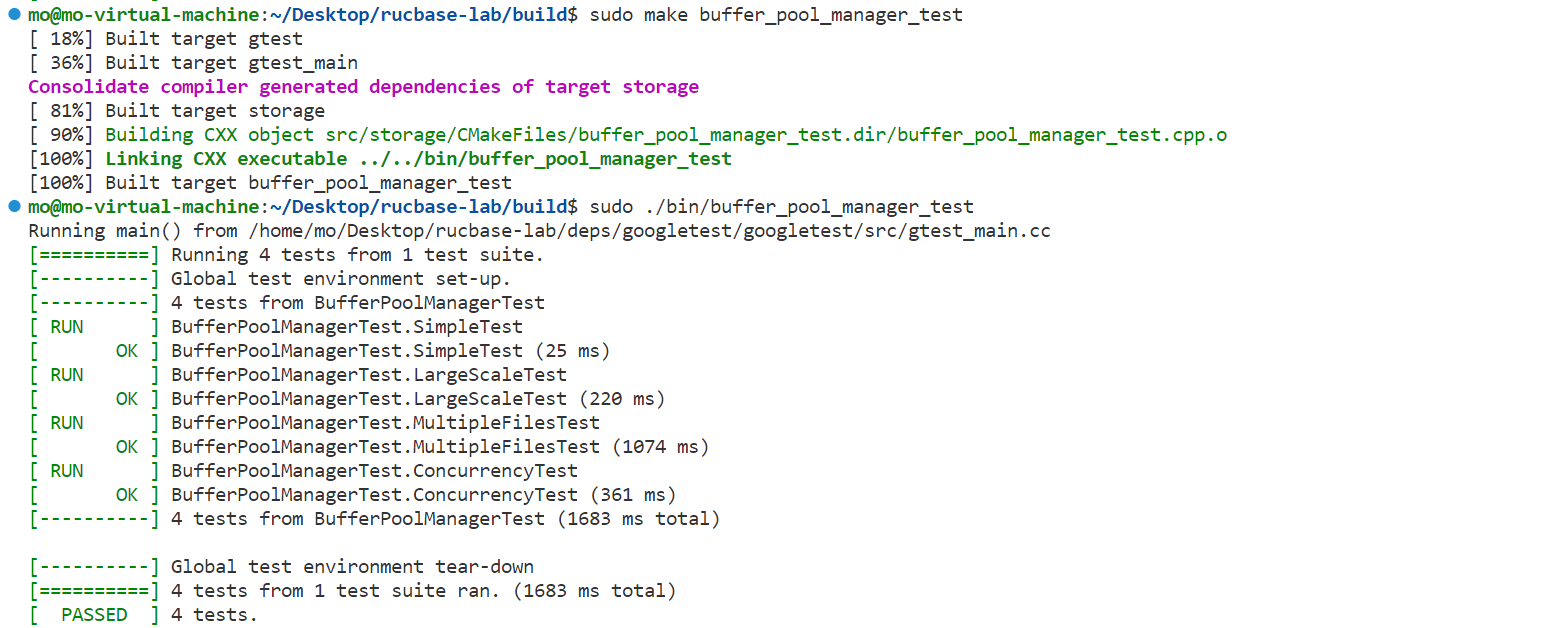 mo@mo-virtual-machine:~/Desktop/rucbase-lab/build$ sudo make buffer_pool_manager_test
[ 18%] Built target gtest
[ 36%] Built target gtest_main
Consolidate compiler generated dependencies of target storage
[ 81%] Built target storage
[ 90%] Building CXX object src/storage/CMakeFiles/buffer_pool_manager_test.dir/buffer_pool_manager_test.cpp.o
[100%] Linking CXX executable ../../bin/buffer_pool_manager_test
[100%] Built target buffer_pool_manager_test
mo@mo-virtual-machine:~/Desktop/rucbase-lab/build$ sudo ./bin/buffer_pool_manager_test
Running main() from /home/mo/Desktop/rucbase-lab/deps/googletest/googletest/src/gtest_main.cc
[==========] Running 4 tests from 1 test suite.
[----------] Global test environment set-up.
[----------] 4 tests from BufferPoolManagerTest
[ RUN      ] BufferPoolManagerTest.SimpleTest
[       OK ] BufferPoolManagerTest.SimpleTest (25 ms)
[ RUN      ] BufferPoolManagerTest.LargeScaleTest
[       OK ] BufferPoolManagerTest.LargeScaleTest (220 ms)
[ RUN      ] BufferPoolManagerTest.MultipleFilesTest
[       OK ] BufferPoolManagerTest.MultipleFilesTest (1074 ms)
[ RUN      ] BufferPoolManagerTest.ConcurrencyTest
[       OK ] BufferPoolManagerTest.ConcurrencyTest (361 ms)
[----------] 4 tests from BufferPoolManagerTest (1683 ms total)
[----------] Global test environment tear-down
[==========] 4 tests from 1 test suite ran. (1683 ms total)
[  PASSED  ] 4 tests.